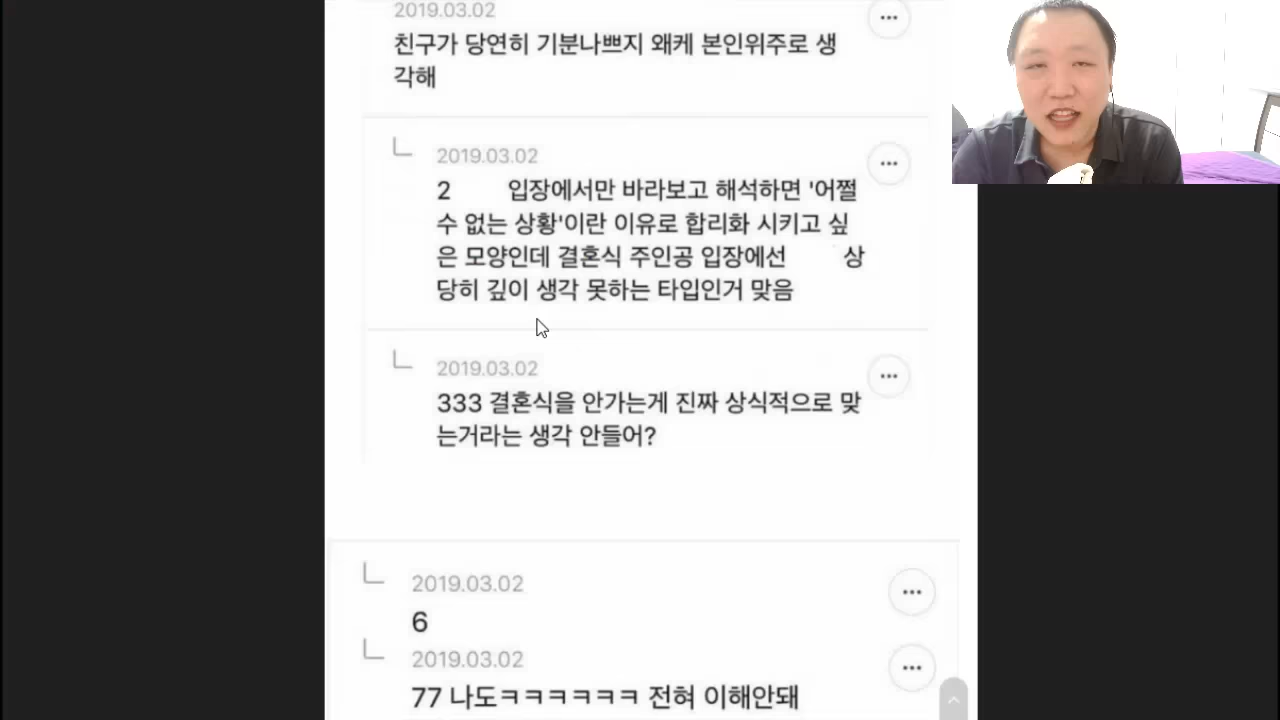 2019.03.02
친구가 당연히 기분나쁘지 왜케 본인위주로 생
각해
2019.03.02
2 입장에서만 바라보고 해석하면 '어쩔
수 없는 상황'이란 이유로 합리화 시키고 싶
은 모양인데 결혼식 주인공 입장에선 상
당히 깊이 생각 못하는 타입인거 맞음
2019.03.02
333 결혼식을 안가는게 진짜 상식적으로 맞
는거라는 생각 안들어?
2019.03.02
6
2019.03.02
77 나도ㅋㅋㅋㅋㅋㅋ 전혀 이해안돼